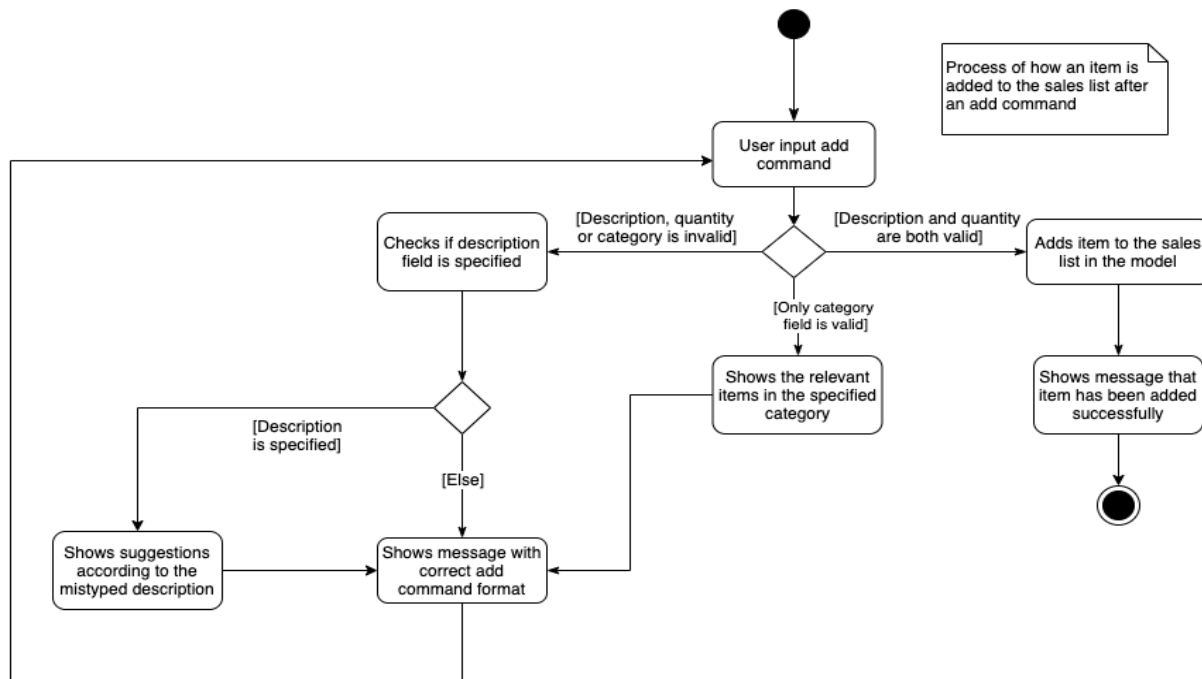 Process of how an item is
added to the sales list after
an add command
User input add
command
[Description, quantity
or category is invalid]
[Description and quantity
are both valid]
Checks if description
field is specified
Adds item to the sales
list in the model
[Only category
field is valid]
Shows the relevant
items in the specified
category
Shows message that
item has been added
successfully
[Description
is specified]
[Else]
Shows suggestions
according to the
mistyped description
Shows message with
correct add
command format